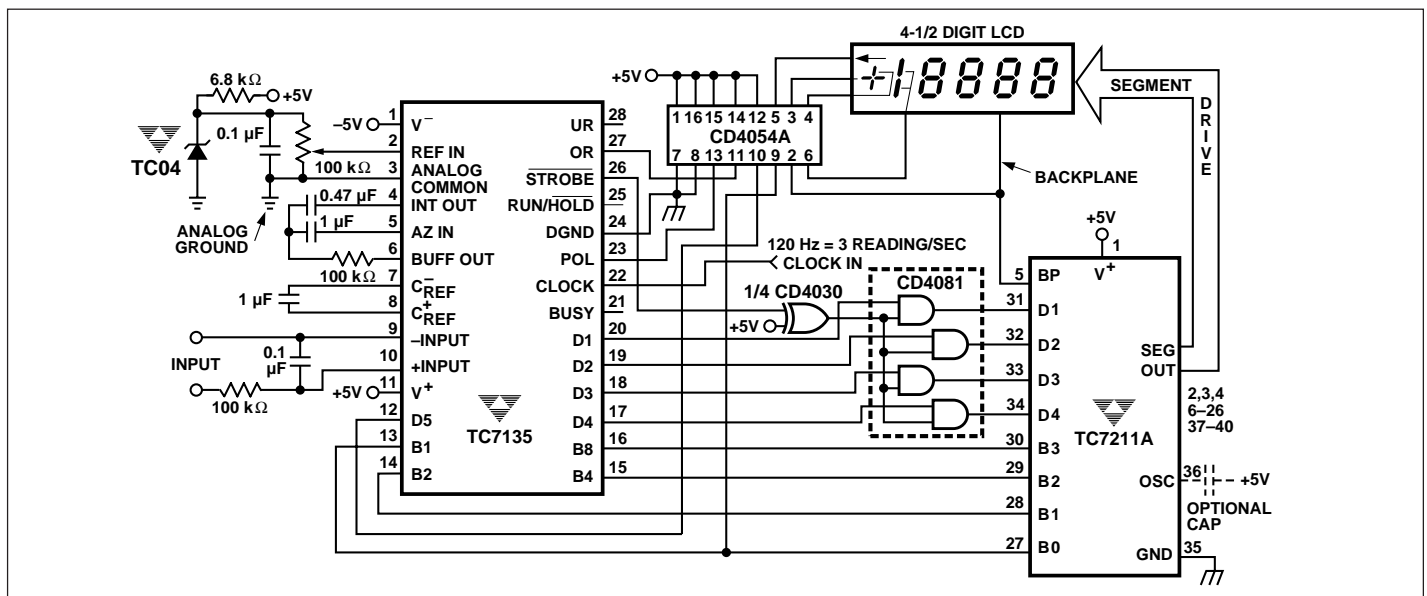 4-1/2 DIGIT LCD
6.8 kΩ
+5V
–5V
0.1 µF
TC04
100 kΩ
ANALOG GROUND
0.47 µF
1 µF
100 kΩ
1 µF
INPUT
0.1 µF
100 kΩ
+5V
1 V–
2 REF IN
3 ANALOG COMMON
4 INT OUT
5 AZ IN
6 BUFF OUT
7 C–REF
8 C+REF
9 –INPUT
10 +INPUT
11 V+
12 D5
13 B1
14 B2
TC7135
UR 28
OR 27
STROBE 26
RUN/HOLD 25
DGND 24
POL 23
CLOCK 22
BUSY 21
D1 20
D2 19
D3 18
D4 17
B8 16
B4 15
+5V
1 16 15 14 12 5 3 4
CD4054A
7 8 13 11 10 9 2 6
+18888
SEGMENT
DRIVE
BACKPLANE
120 Hz = 3 READING/SEC
CLOCK IN
1/4 CD4030
+5V
CD4081
+5V
1
V+
5 BP
31 D1
32 D2
33 D3
34 D4
30 B3
29 B2
28 B1
27 B0
TC7211A
SEG OUT
2,3,4
6–26
37–40
OSC 36
+5V
OPTIONAL CAP
GND 35